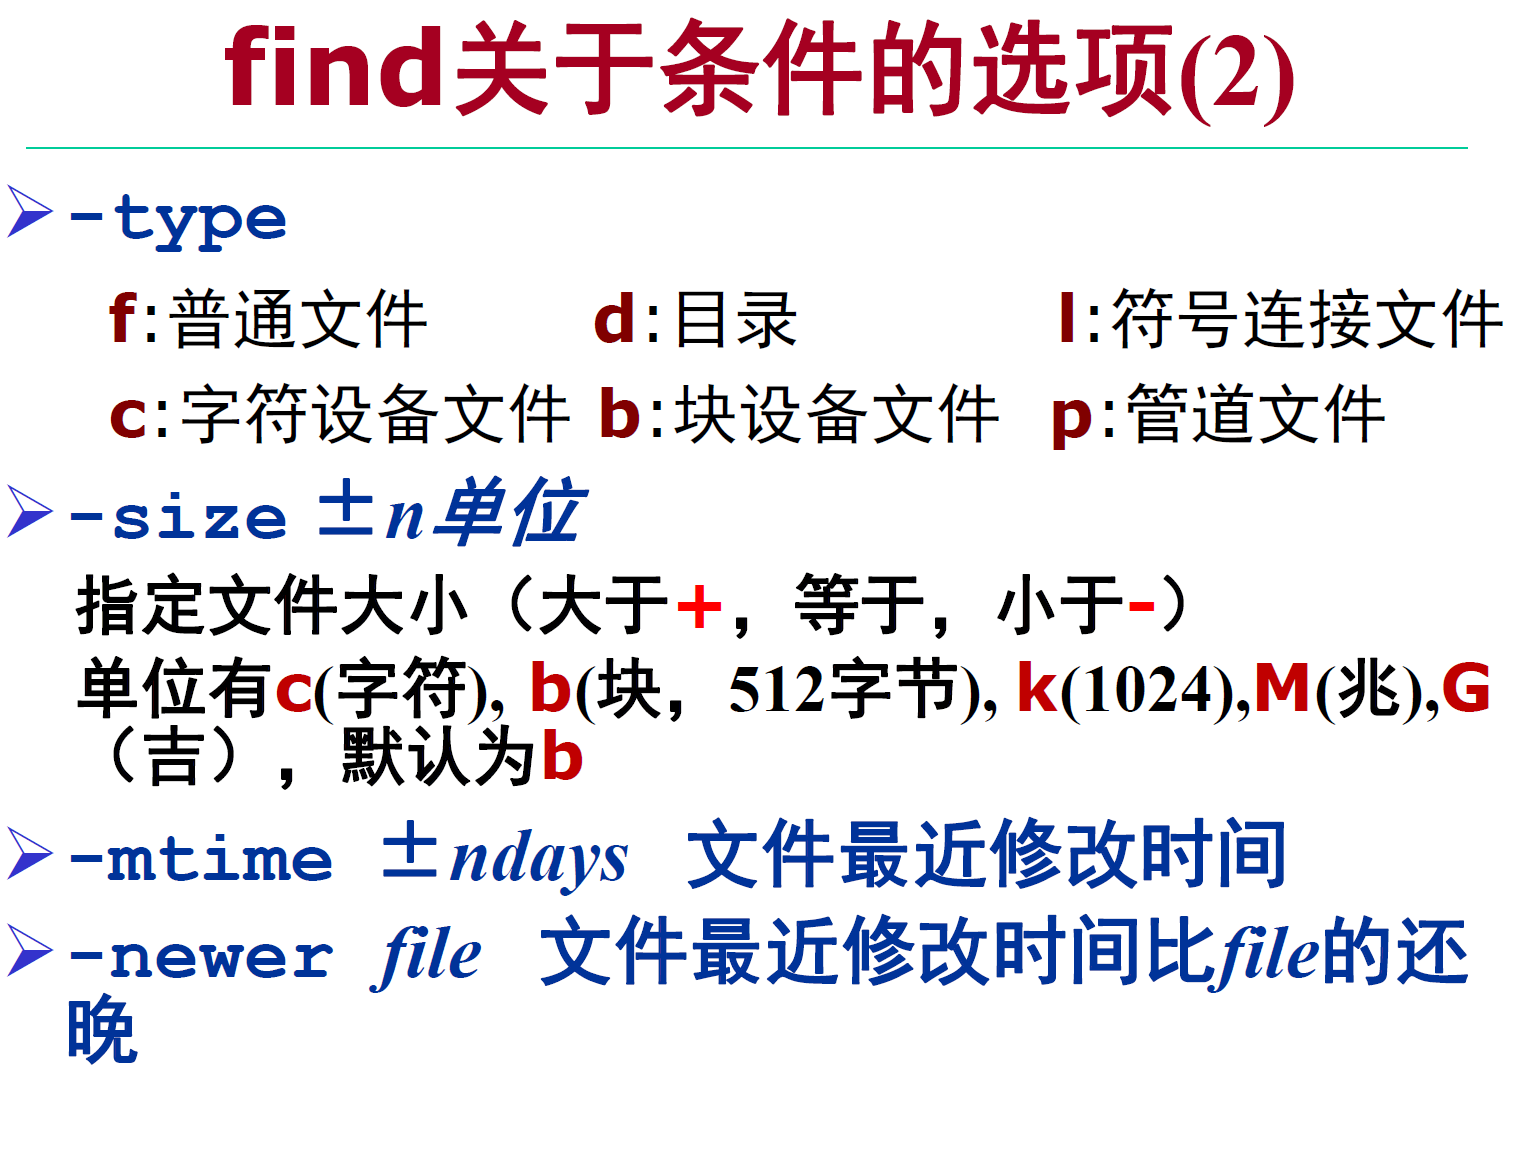 find关于条件的选项(2)
➢-type
f:普通文件 d:目录 l:符号连接文件
c:字符设备文件 b:块设备文件 p:管道文件
➢-size ±n单位
指定文件大小（大于+，等于，小于-）
单位有c(字符), b(块，512字节), k(1024),M(兆),G
（吉），默认为b
➢-mtime ±ndays 文件最近修改时间
➢-newer file 文件最近修改时间比file的还
晚